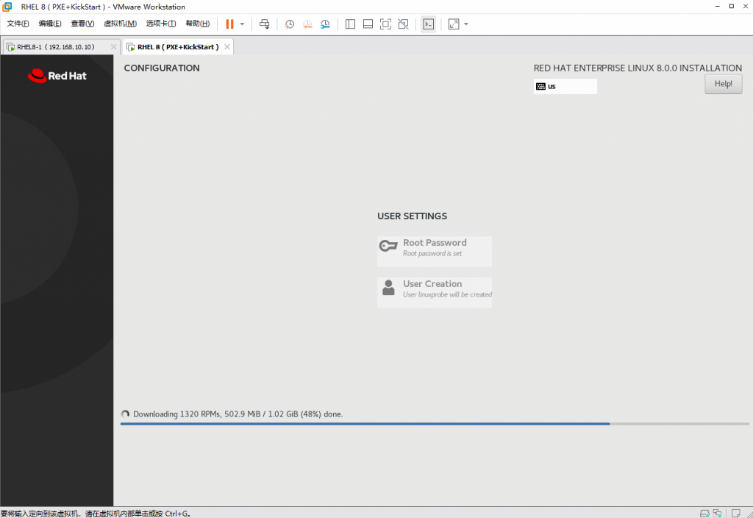 RHEL 8 ( PXE+KickStart ) - VMware Workstation
文件(F) 编辑(E) 查看(V) 虚拟机(M) 选项卡(T) 帮助(H)
RHEL8-1 ( 192.168.10.10 ) RHEL 8 ( PXE+KickStart )
Red Hat
CONFIGURATION
RED HAT ENTERPRISE LINUX 8.0.0 INSTALLATION
us
Help!
USER SETTINGS
Root Password
Root password is set
User Creation
User linuxprobe will be created
Downloading 1320 RPMs, 502.9 MiB / 1.02 GiB (48%) done.
要将输入定向到该虚拟机，请在虚拟机内部单击或按 Ctrl+G。